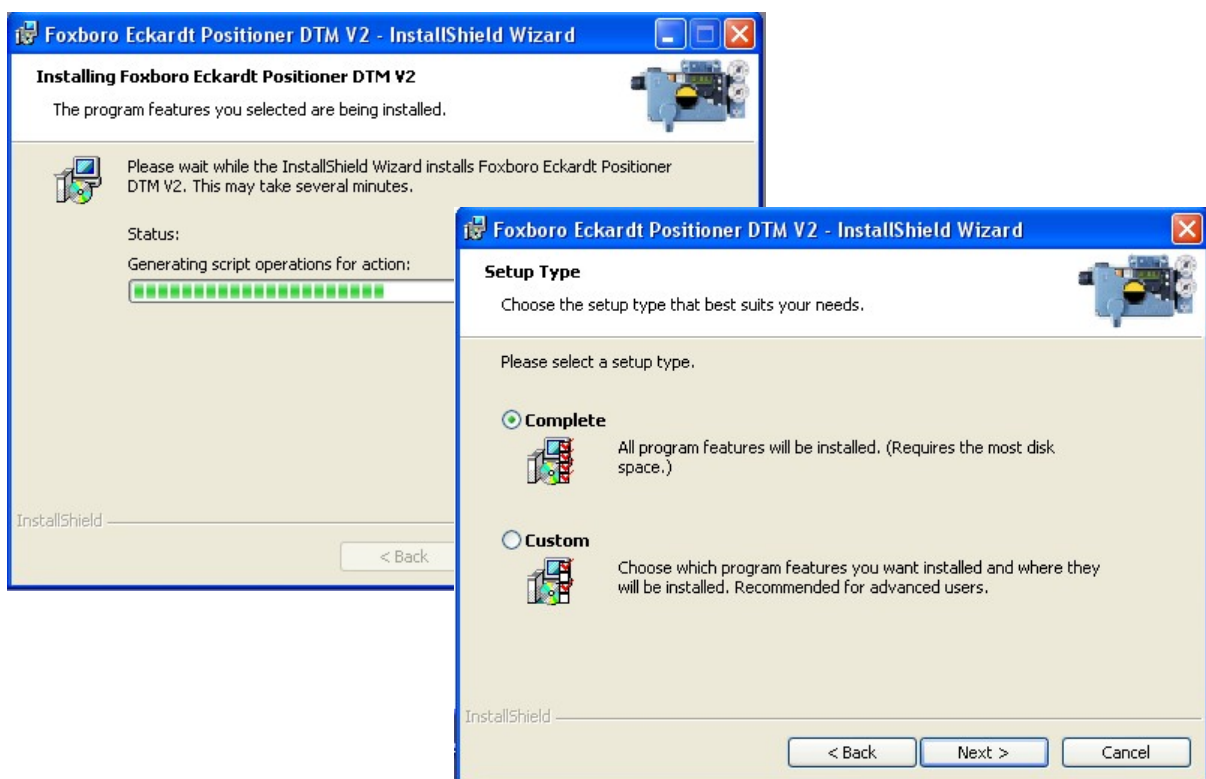 Foxboro Eckardt Positioner DTM V2 - InstallShield Wizard
Installing Foxboro Eckardt Positioner DTM V2
The program features you selected are being installed.
Please wait while the InstallShield Wizard installs Foxboro Eckardt Positioner
DTM V2. This may take several minutes.
Status:
Generating script operations for action:
InstallShield
< Back
Foxboro Eckardt Positioner DTM V2 - InstallShield Wizard
Setup Type
Choose the setup type that best suits your needs.
Please select a setup type.
Complete
All program features will be installed. (Requires the most disk
space.)
Custom
Choose which program features you want installed and where they
will be installed. Recommended for advanced users.
InstallShield
< Back Next > Cancel